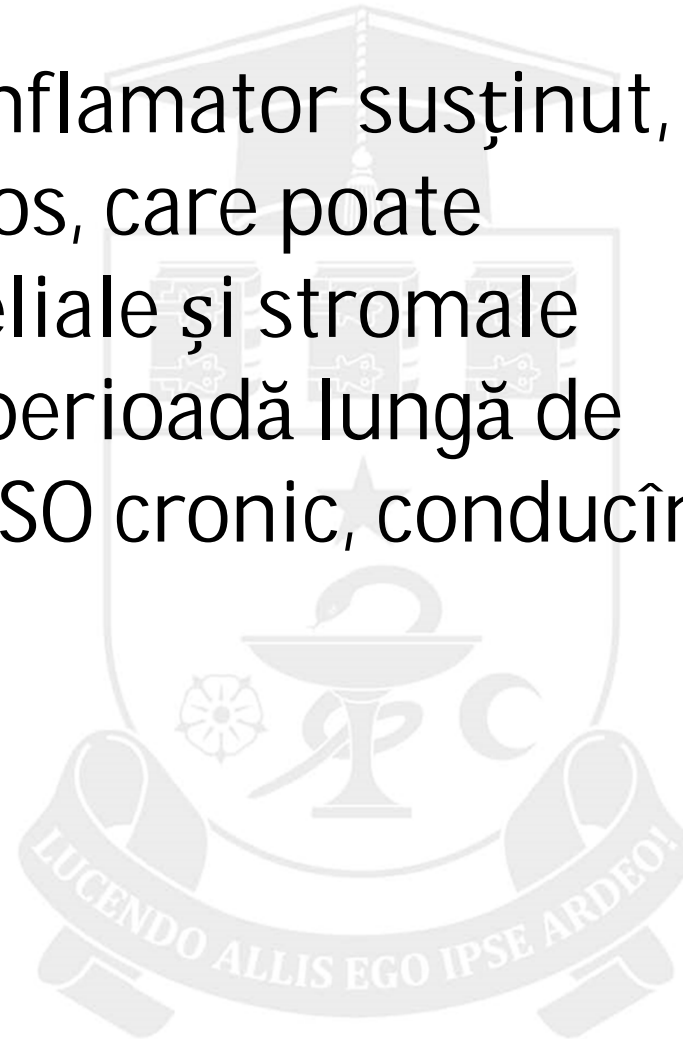 nflamator susținut,
os, care poate
eliale și stromale
perioadă lungă de
SO cronic, conducîn
LUCENDO ALLIS EGO IPSE ARDEO!